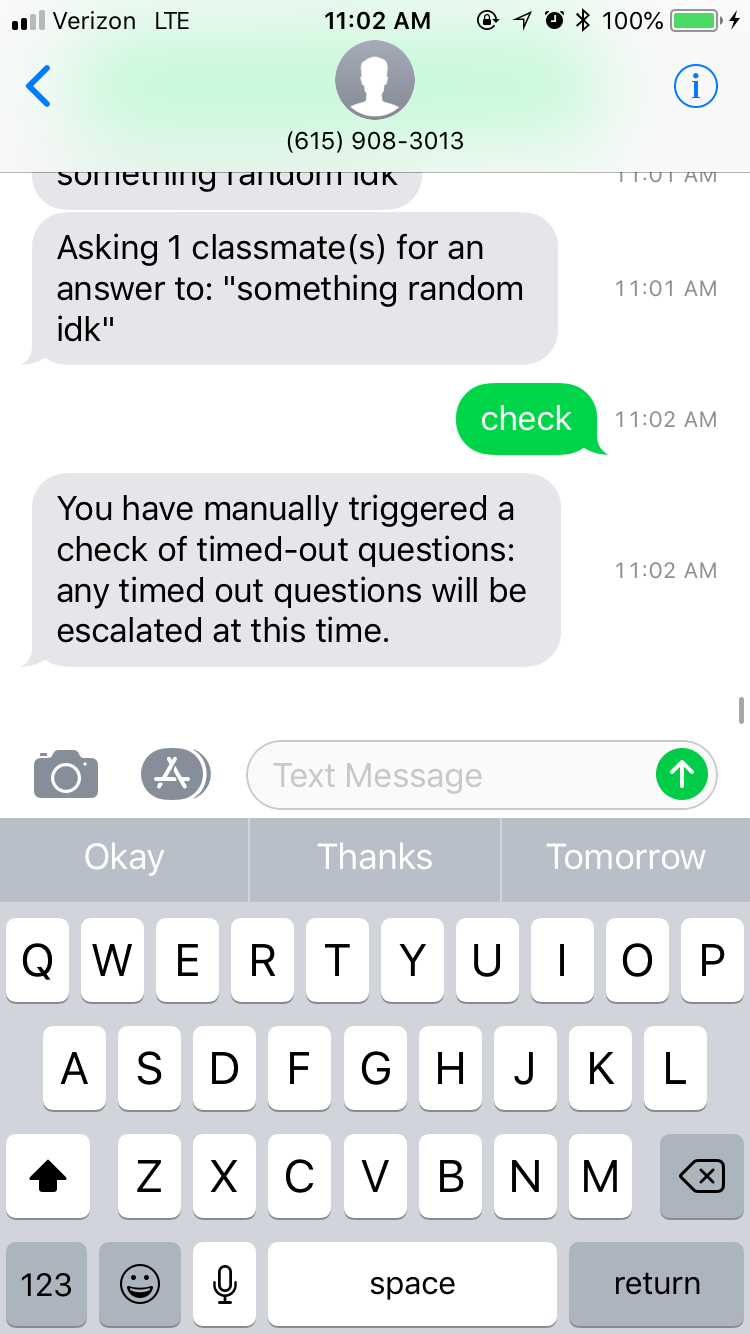 Verizon LTE 11:02 AM 100%
(615) 908-3013
something random idk 11:01 AM
Asking 1 classmate(s) for an
answer to: "something random 11:01 AM
idk"
check 11:02 AM
You have manually triggered a
check of timed-out questions: 11:02 AM
any timed out questions will be
escalated at this time.
Text Message
Okay Thanks Tomorrow
Q W E R T Y U I O P
A S D F G H J K L
Z X C V B N M
123 space return